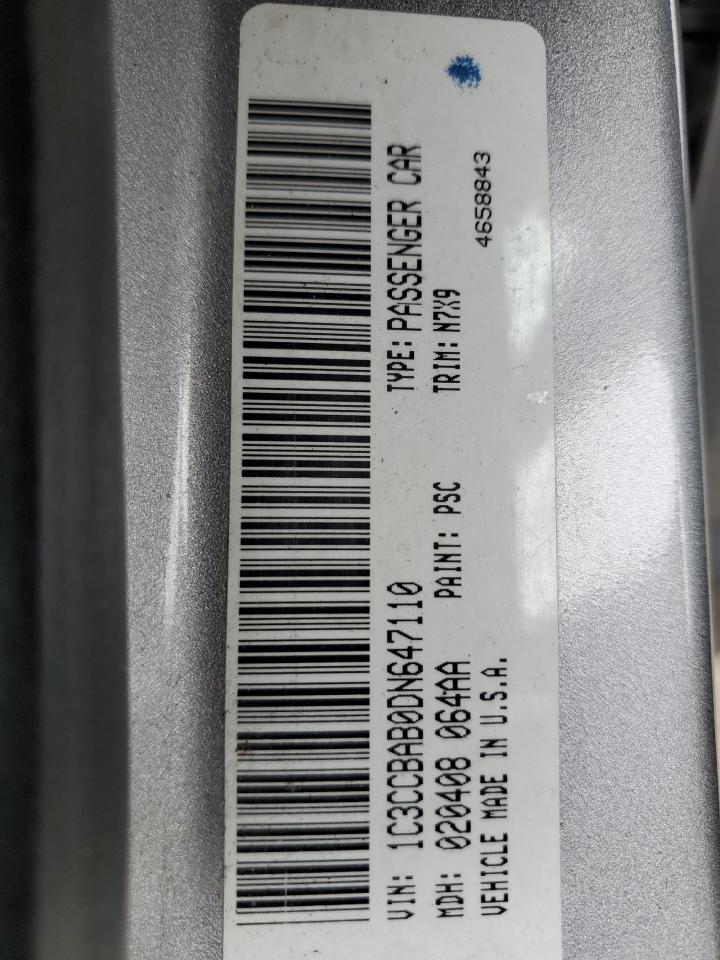 VIN: 1C3CCBAB0DN647110 TYPE: PASSENGER CAR
MDH: 020408 064AA PAINT: PSC TRIM: N7X9
VEHICLE MADE IN U.S.A. 4658843